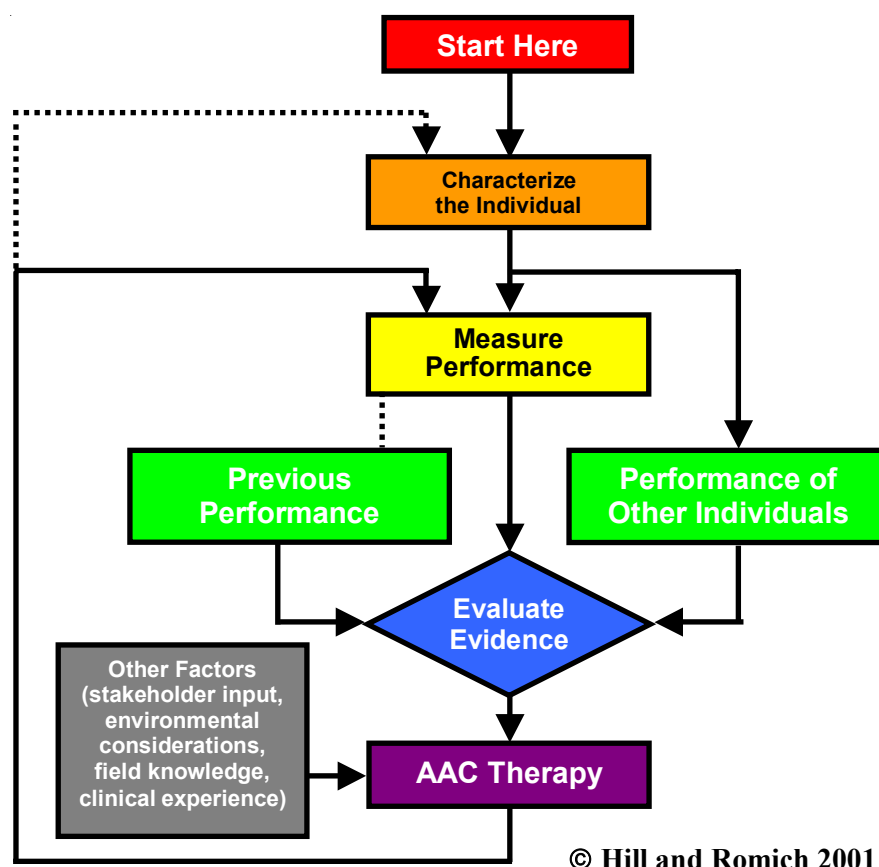 Start Here
Characterize
the Individual
Measure
Performance
Previous
Performance
Performance of
Other Individuals
Evaluate
Evidence
Other Factors
(stakeholder input,
environmental
considerations,
field knowledge,
clinical experience)
AAC Therapy
© Hill and Romich 2001